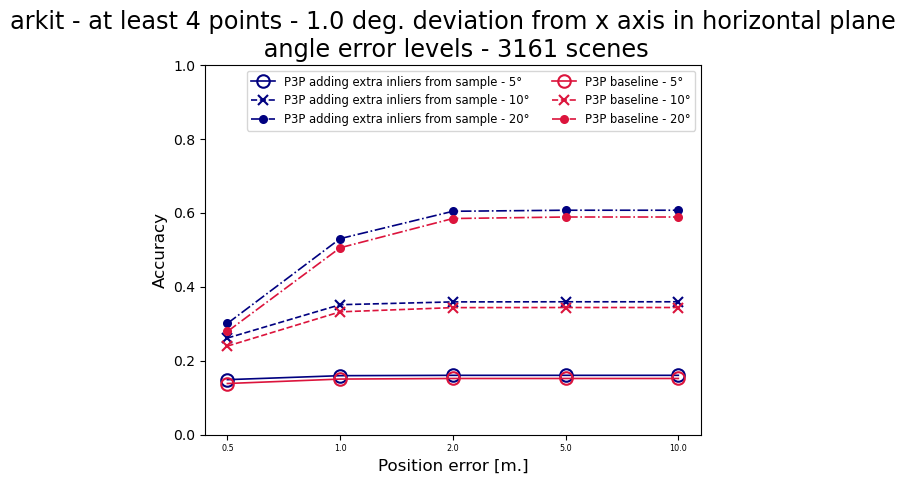 arkit - at least 4 points - 1.0 deg. deviation from x axis in horizontal plane
angle error levels - 3161 scenes
P3P adding extra inliers from sample - 5°
P3P adding extra inliers from sample - 10°
P3P adding extra inliers from sample - 20°
P3P baseline - 5°
P3P baseline - 10°
P3P baseline - 20°
1.0
0.8
0.6
0.4
0.2
0.0
Accuracy
0.5
1.0
2.0
5.0
10.0
Position error [m.]